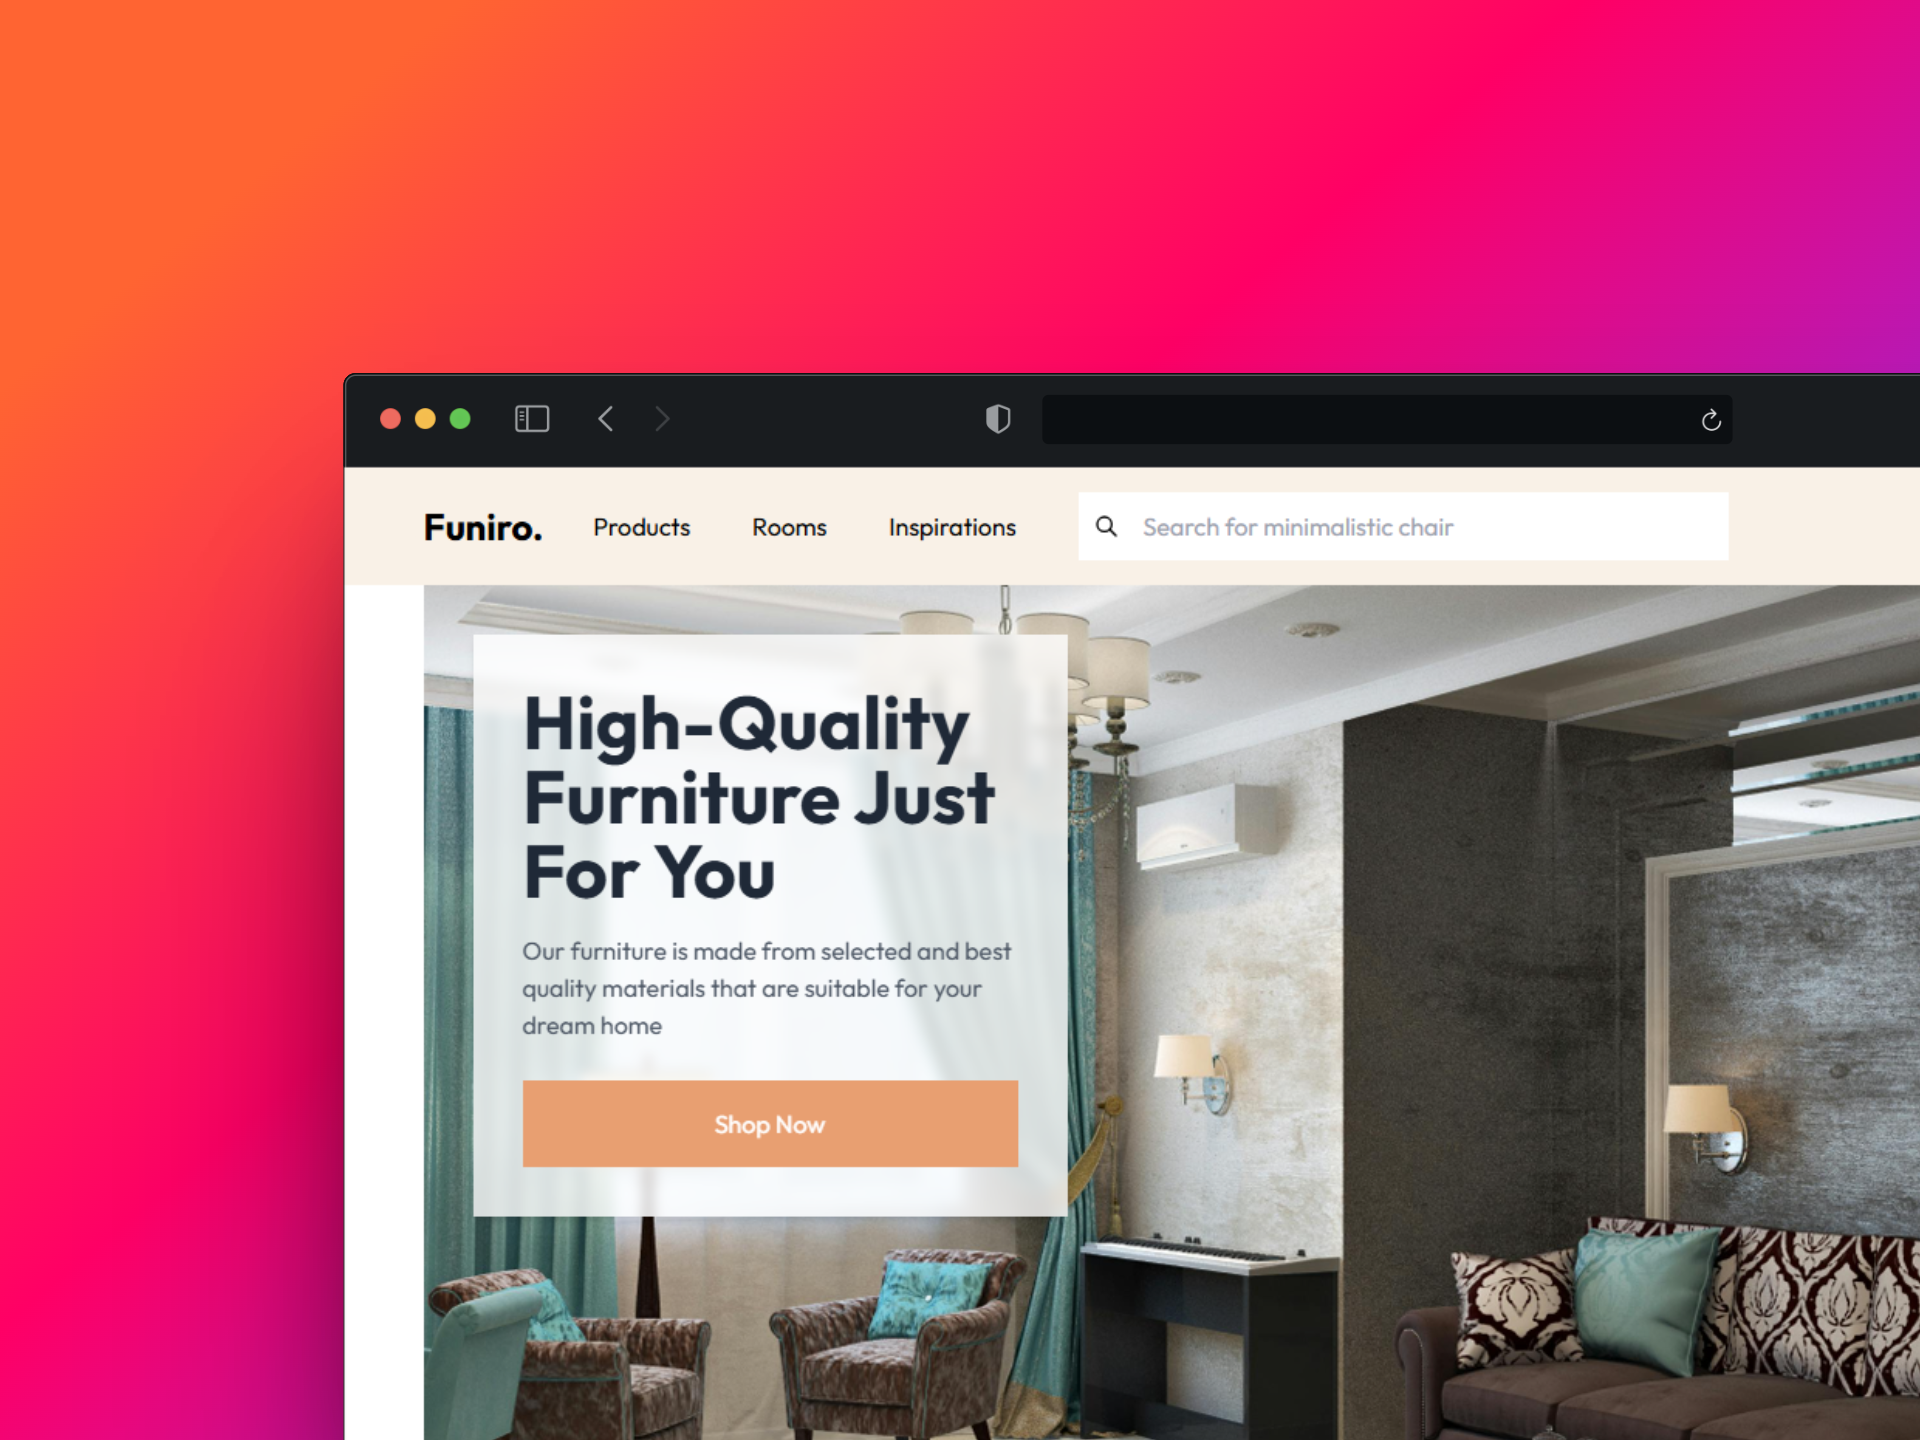 Funiro.
Products
Rooms
Inspirations
Search for minimalistic chair
High-Quality
Furniture Just
For You
Our furniture is made from selected and best
quality materials that are suitable for your
dream home
Shop Now